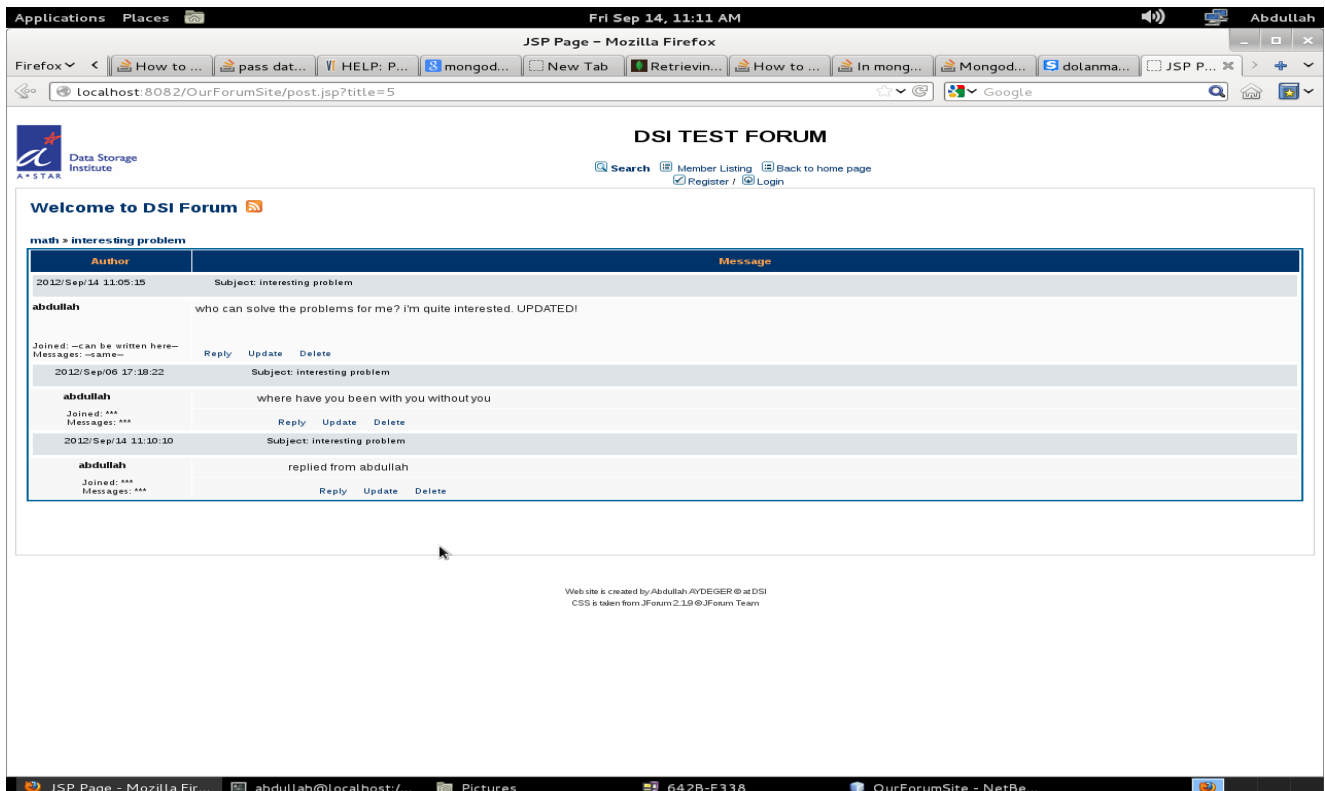 Applications Places Fri Sep 14, 11:11 AM Abdullah
JSP Page - Mozilla Firefox
Firefox How to ... pass dat... HELP: P... mongod... New Tab Retrievin... How to ... In mong... Mongod... dolanma... JSP P...
localhost:8082/OurForumSite/post.jsp?title=5 Google
A*STAR Data Storage Institute
DSI TEST FORUM
Search Member Listing Back to home page
Register / Login
Welcome to DSI Forum
math » interesting problem
Author Message
2012/Sep/14 11:05:15 Subject: interesting problem
abdullah who can solve the problems for me? i'm quite interested. UPDATED!
Joined: —can be written here—
Messages: —same— Reply Update Delete
2012/Sep/06 17:18:22 Subject: interesting problem
abdullah where have you been with you without you
Joined: ***
Messages: *** Reply Update Delete
2012/Sep/14 11:10:10 Subject: interesting problem
abdullah replied from abdullah
Joined: ***
Messages: *** Reply Update Delete
Web site is created by Abdullah AYDEGER © at DSI
CSS is taken from JForum 2.1.9 © JForum Team
JSP Page - Mozilla Fir... abdullah@localhost:/... Pictures 642B-F338 OurForumSite - NetBe...